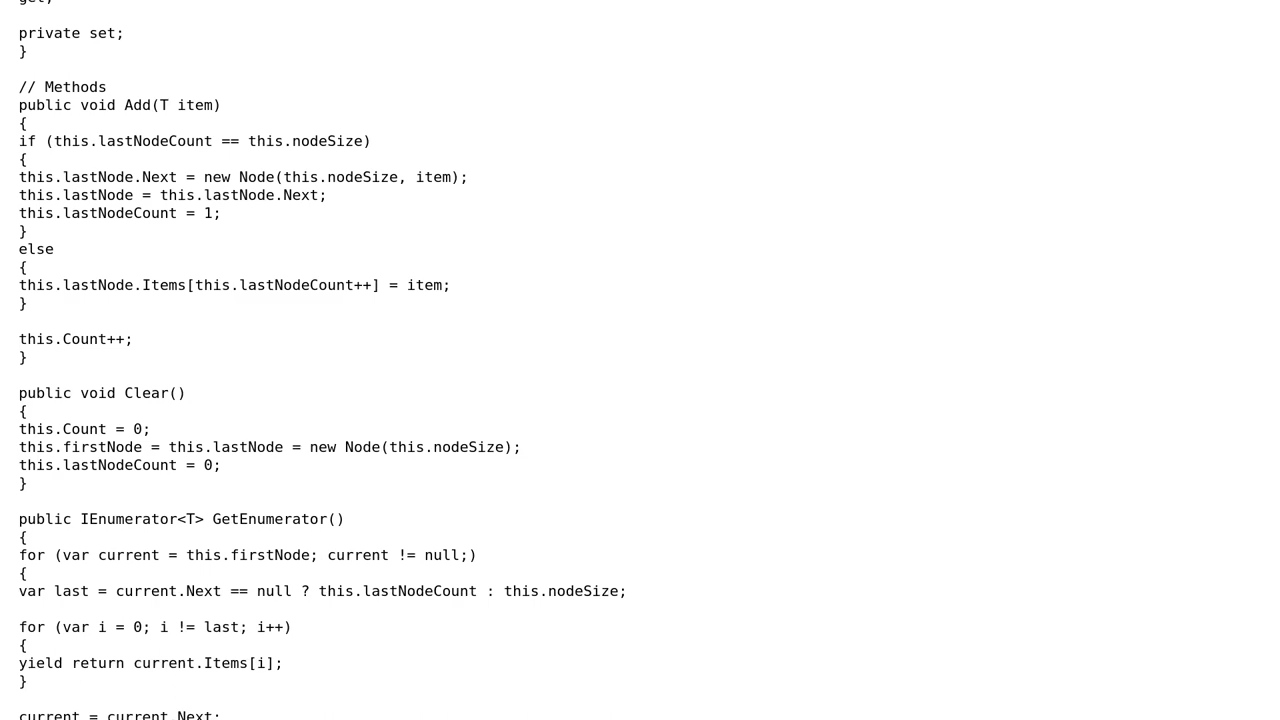 get;
private set;
}
// Methods
public void Add(T item)
{
if (this.lastNodeCount == this.nodeSize)
{
this.lastNode.Next = new Node(this.nodeSize, item);
this.lastNode = this.lastNode.Next;
this.lastNodeCount = 1;
}
else
{
this.lastNode.Items[this.lastNodeCount++] = item;
}
this.Count++;
}
public void Clear()
{
this.Count = 0;
this.firstNode = this.lastNode = new Node(this.nodeSize);
this.lastNodeCount = 0;
}
public IEnumerator<T> GetEnumerator()
{
for (var current = this.firstNode; current != null;)
{
var last = current.Next == null ? this.lastNodeCount : this.nodeSize;
for (var i = 0; i != last; i++)
{
yield return current.Items[i];
}
current = current.Next;